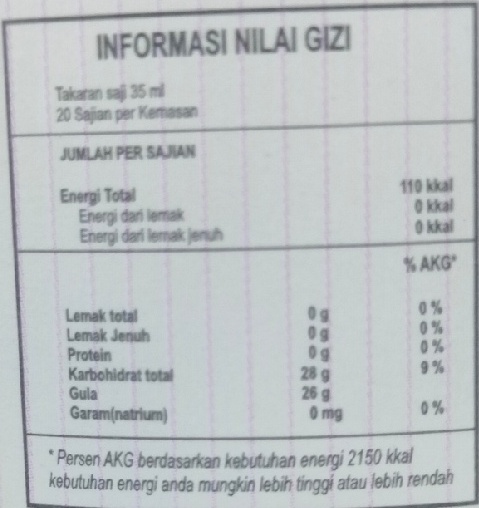 INFORMASI NILAI GIZI
Takaran saji 35 ml
20 Sajian per Kemasan
JUMLAH PER SAJIAN
Energi Total 110 kkal
Energi dari lemak 0 kkal
Energi dari lemak jenuh 0 kkal
% AKG*
Lemak total 0 g 0 %
Lemak Jenuh 0 g 0 %
Protein 0 g 0 %
Karbohidrat total 28 g 9 %
Gula 26 g
Garam(natrium) 0 mg 0 %
* Persen AKG berdasarkan kebutuhan energi 2150 kkal
kebutuhan energi anda mungkin lebih tinggi atau lebih rendah